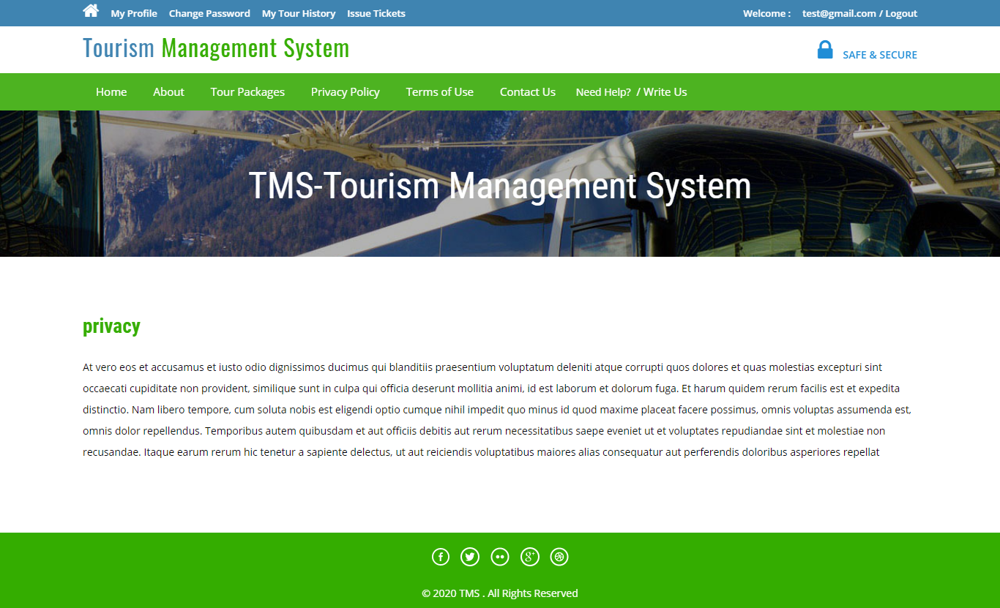 My Profile Change Password My Tour History Issue Tickets Welcome : test@gmail.com / Logout
Tourism Management System
SAFE & SECURE
Home About Tour Packages Privacy Policy Terms of Use Contact Us Need Help? / Write Us
TMS-Tourism Management System
privacy
At vero eos et accusamus et iusto odio dignissimos ducimus qui blanditiis praesentium voluptatum deleniti atque corrupti quos dolores et quas molestias excepturi sint
occaecati cupiditate non provident, similique sunt in culpa qui officia deserunt mollitia animi, id est laborum et dolorum fuga. Et harum quidem rerum facilis est et expedita
distinctio. Nam libero tempore, cum soluta nobis est eligendi optio cumque nihil impedit quo minus id quod maxime placeat facere possimus, omnis voluptas assumenda est,
omnis dolor repellendus. Temporibus autem quibusdam et aut officiis debitis aut rerum necessitatibus saepe eveniet ut et voluptates repudiandae sint et molestiae non
recusandae. Itaque earum rerum hic tenetur a sapiente delectus, ut aut reiciendis voluptatibus maiores alias consequatur aut perferendis doloribus asperiores repellat
© 2020 TMS . All Rights Reserved